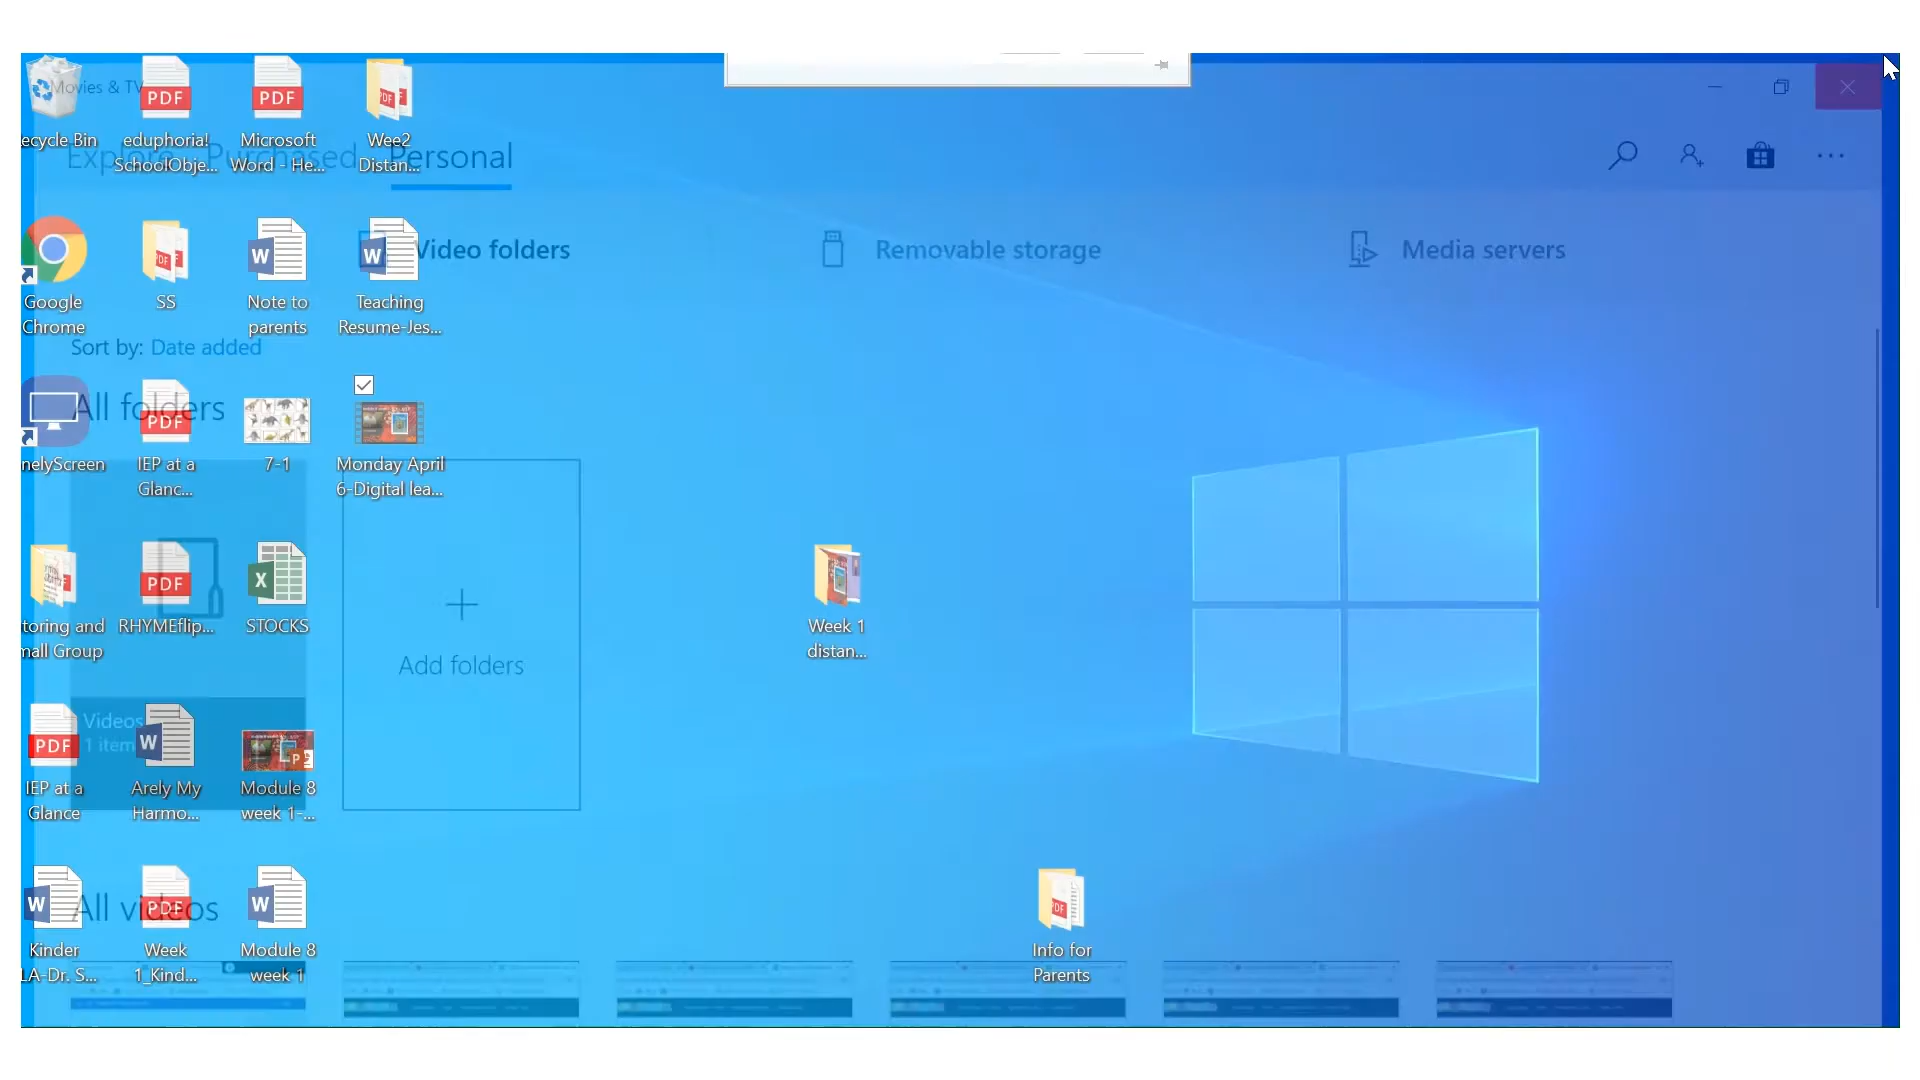 Movies & TV
ecycle Bin
eduphoria!
SchoolObje...
Microsoft
Word - He...
Wee2
Distan...
Explore Purchased Personal
Google
Chrome
SS
Note to
parents
Teaching
Resume-Jes...
Video folders
Removable storage
Media servers
Sort by: Date added
All folders
nelyScreen
IEP at a
Glanc...
7-1
Monday April
6-Digital lea...
toring and
mall Group
RHYMEflip...
STOCKS
Add folders
Week 1
distan...
Videos
1 item
IEP at a
Glance
Arely My
Harmo...
Module 8
week 1-...
All videos
Kinder
LA-Dr. S...
Week
1_Kind...
Module 8
week 1
Info for
Parents
PDF
PDF
PDF
PDF
W
W
PDF
PDF
X
PDF
W
P
W
PDF
W
PDF